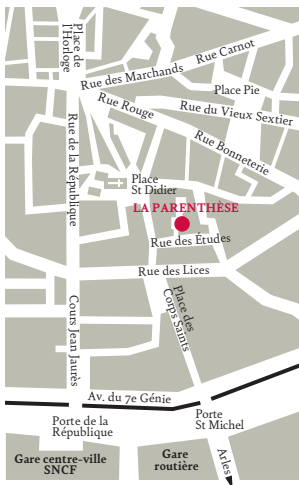 Place de
l'Horloge
Rue Carnot
Rue des Marchands
Place Pie
Rue Rouge
Rue du Vieux Sextier
Rue de la République
Rue Bonneterie
Place
St Didier
LA PARENTHÈSE
Rue des Études
Rue des Lices
Place des
Corps Saints
Cours Jean Jaurès
Av. du 7e Génie
Porte de la
République
Porte
St Michel
Gare centre-ville
SNCF
Gare
routière
Arles